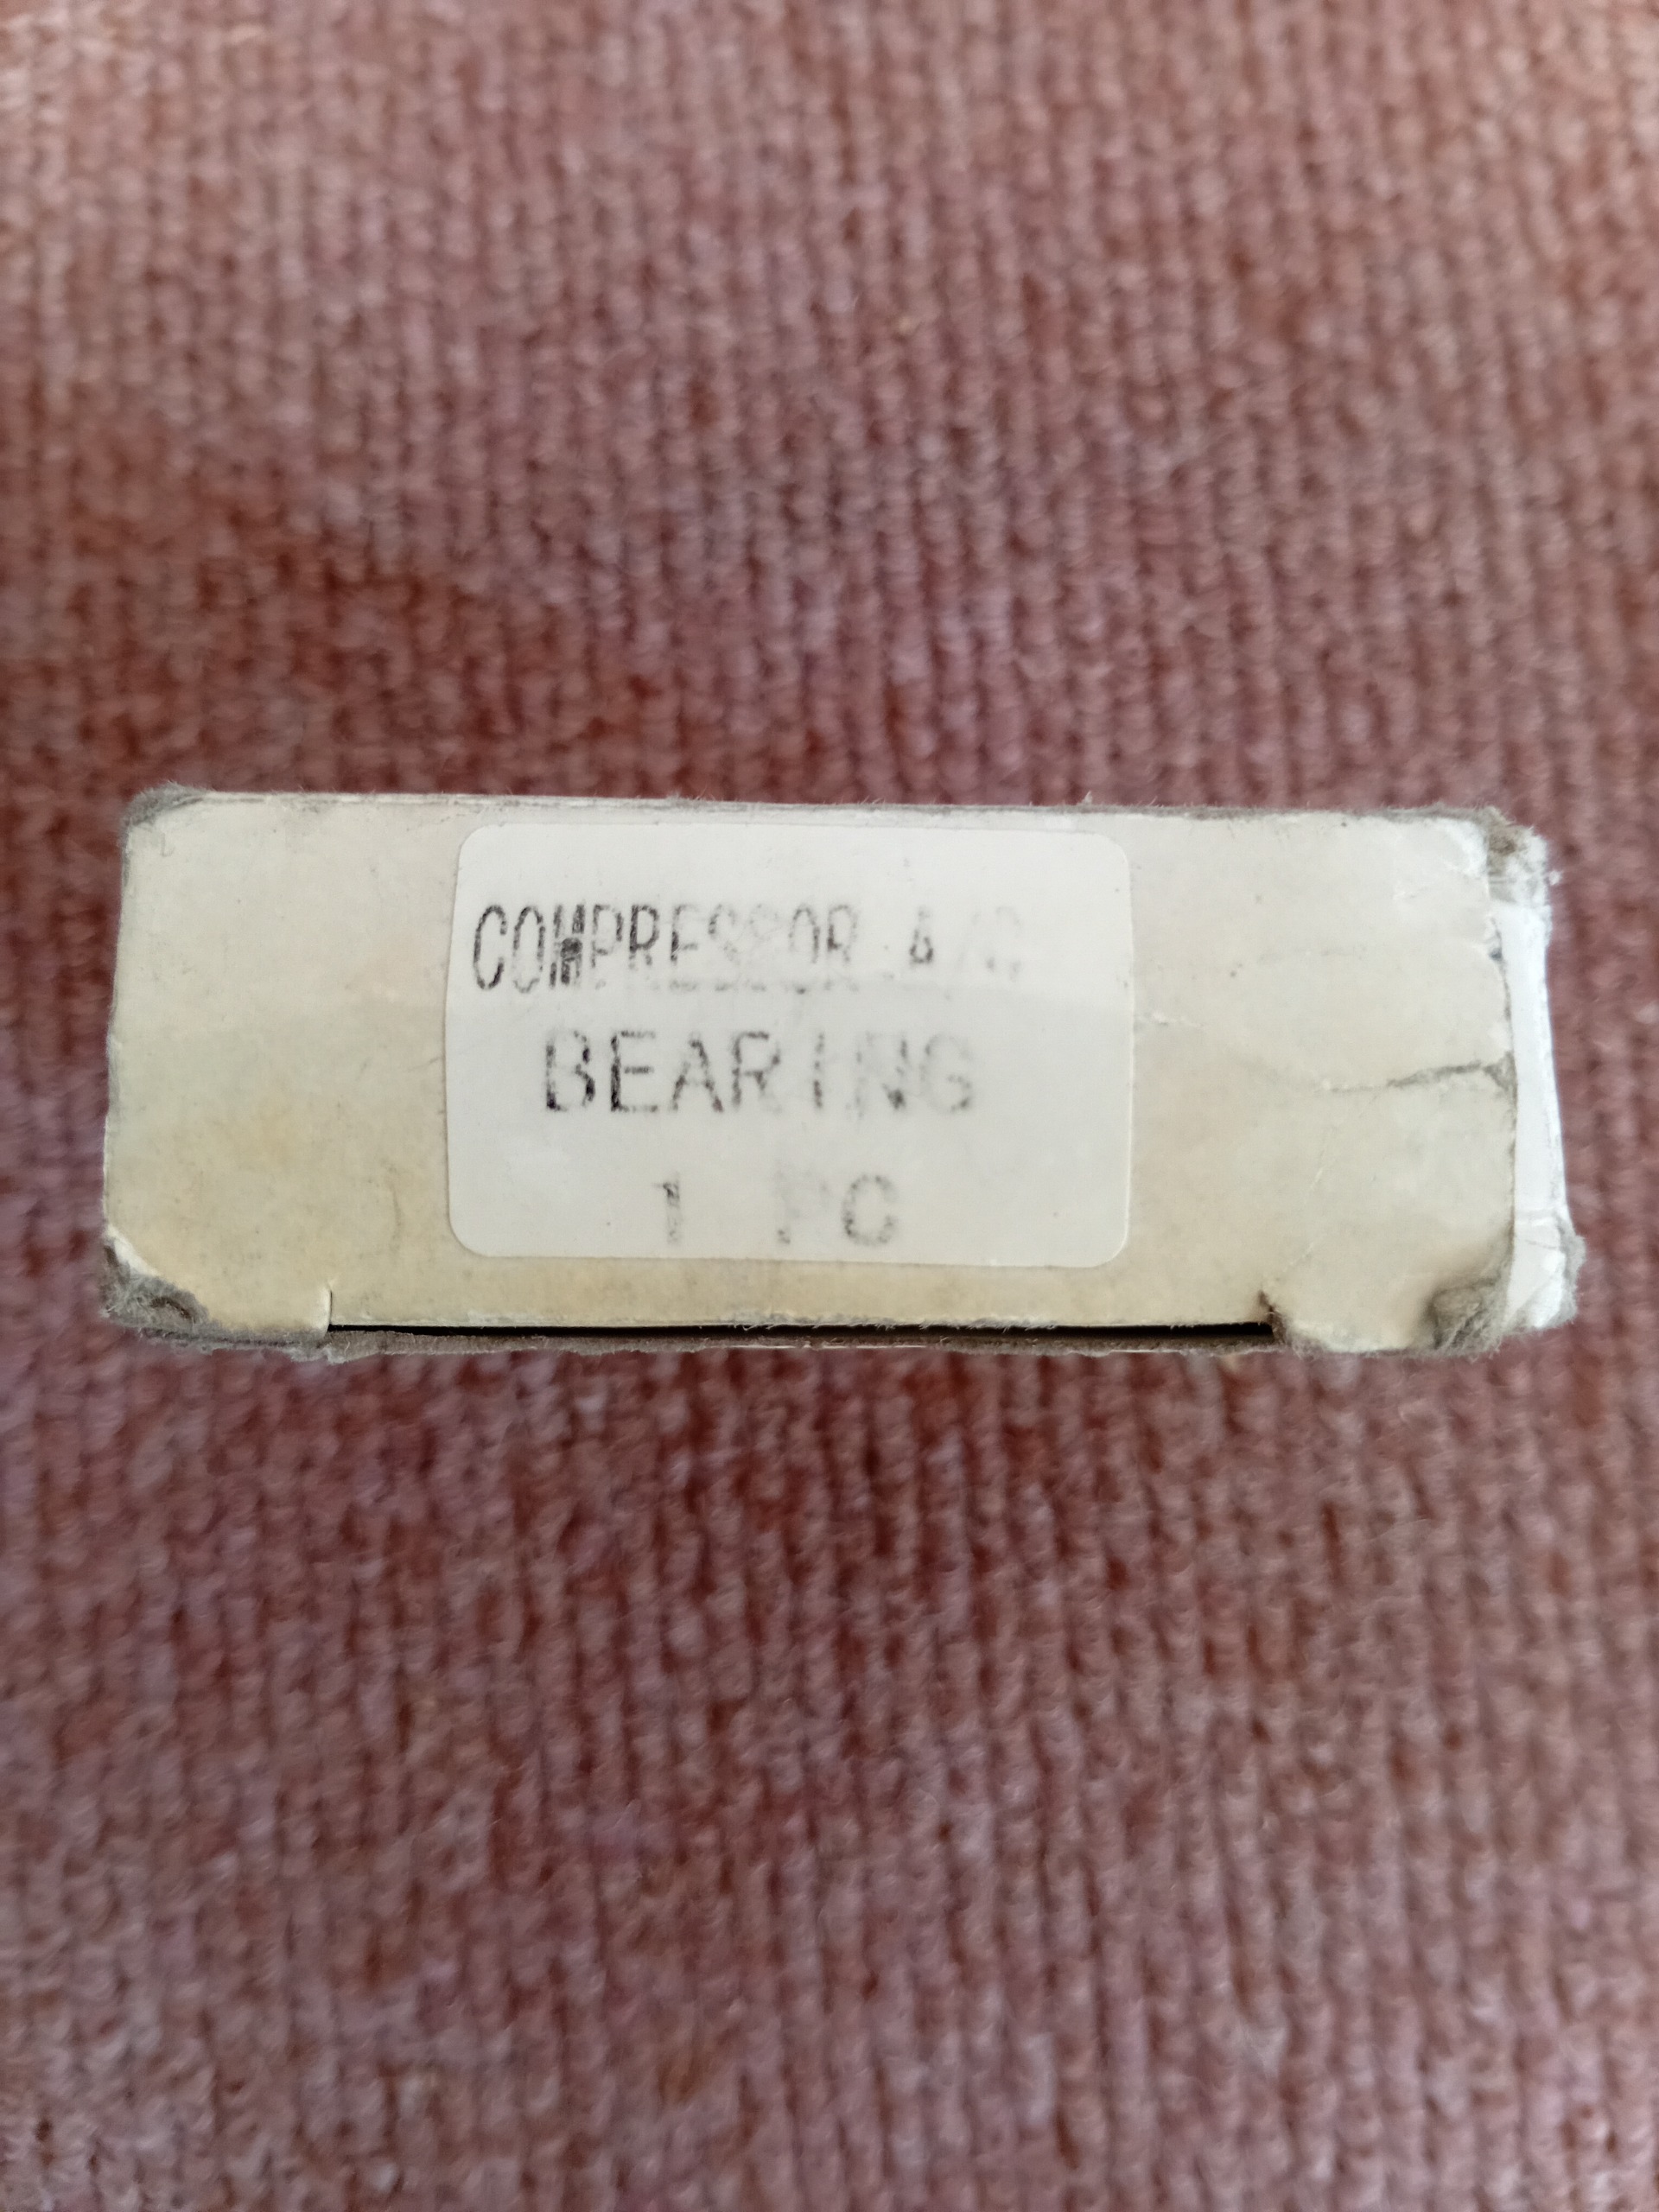 COMPRESSOR A/C
BEARING
1 PC